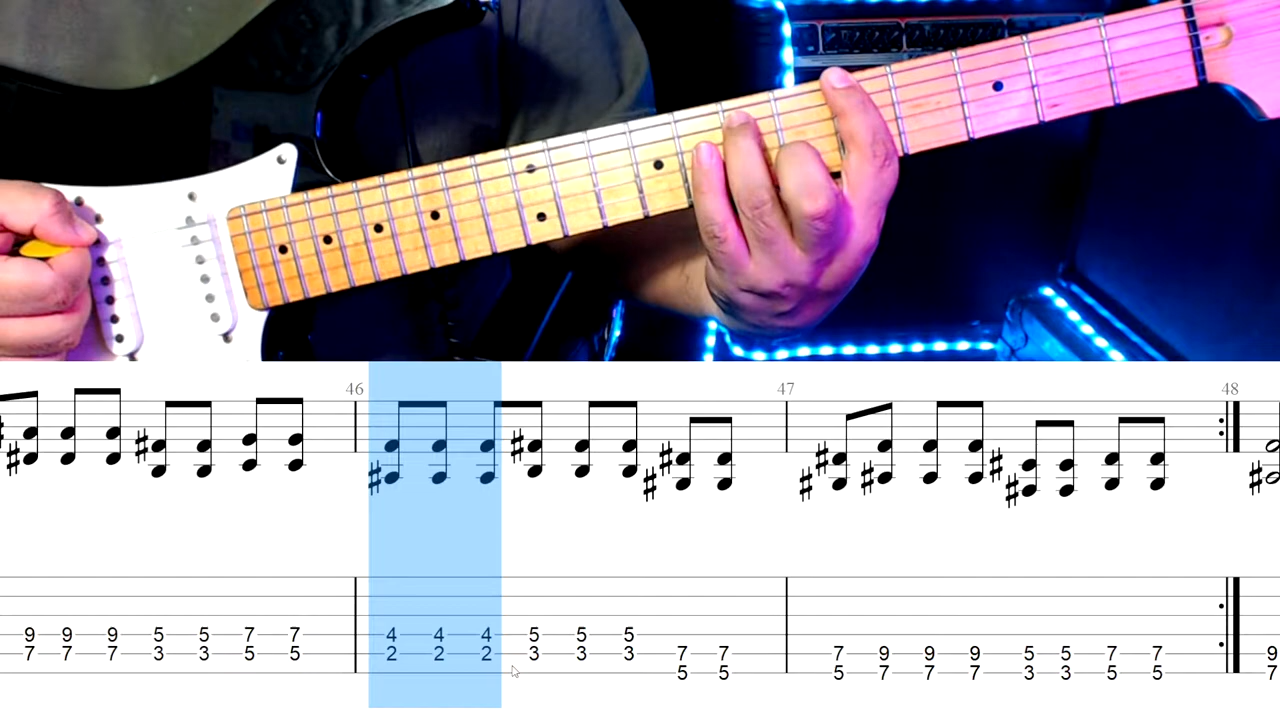 46 47 48
9 9 9 5 5 7 7 4 4 4 5 5 5
7 7 7 3 3 5 5 2 2 2 3 3 3 7 7 7 9 9 9 5 5 7 7 9
5 5 5 7 7 7 3 3 5 5 7